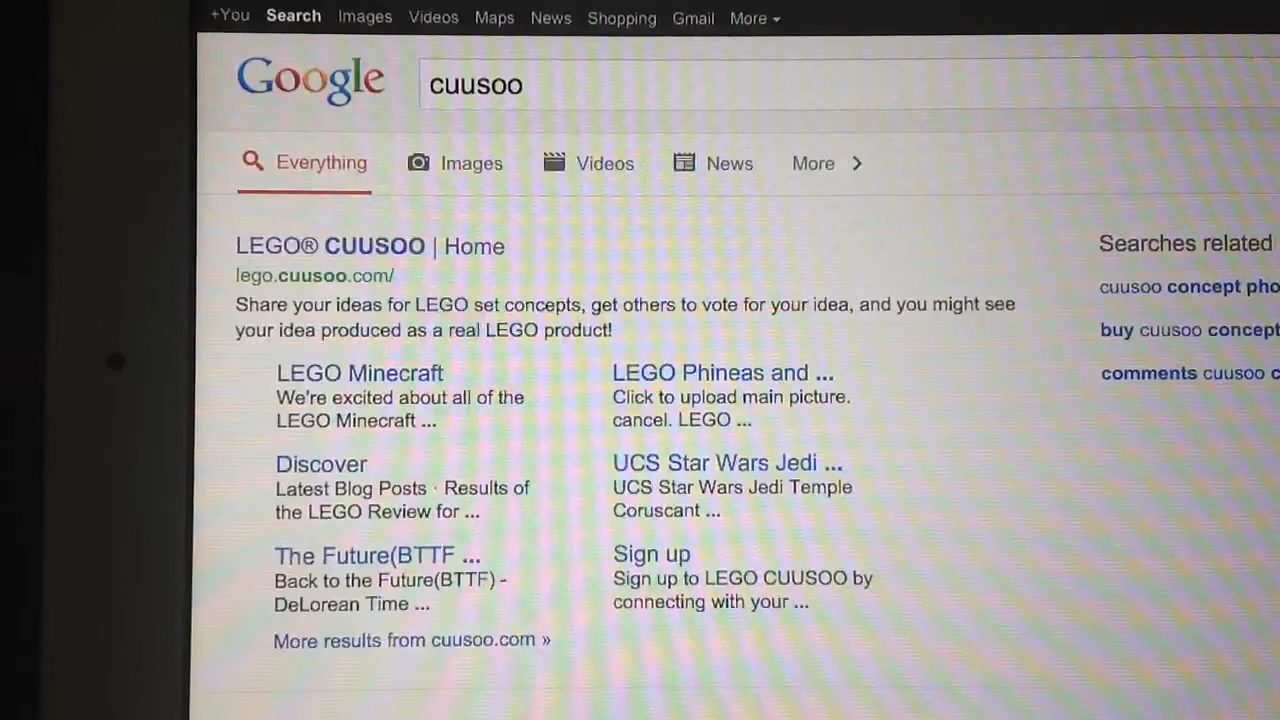 +You Search Images Videos Maps News Shopping Gmail More
Google cuusoo
Everything Images Videos News More
LEGO® CUUSOO | Home
lego.cuusoo.com/
Share your ideas for LEGO set concepts, get others to vote for your idea, and you might see
your idea produced as a real LEGO product!
LEGO Minecraft
We're excited about all of the
LEGO Minecraft ...
LEGO Phineas and ...
Click to upload main picture.
cancel. LEGO ...
Discover
Latest Blog Posts · Results of
the LEGO Review for ...
UCS Star Wars Jedi ...
UCS Star Wars Jedi Temple
Coruscant ...
The Future(BTTF ...
Back to the Future(BTTF) -
DeLorean Time ...
Sign up
Sign up to LEGO CUUSOO by
connecting with your ...
More results from cuusoo.com »
Searches related
cuusoo concept pho
buy cuusoo concept
comments cuusoo c